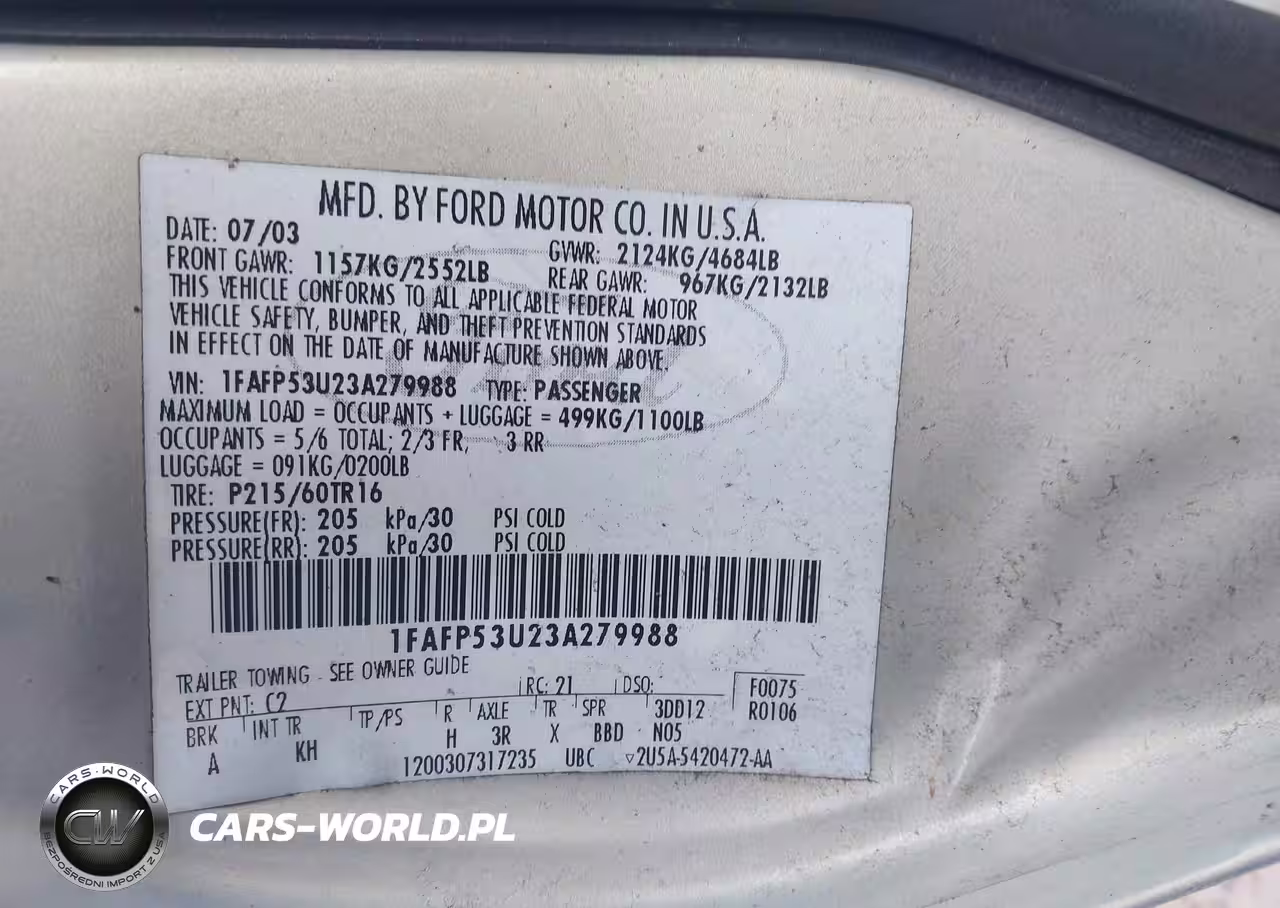 MFD. BY FORD MOTOR CO. IN U.S.A.
DATE: 07/03 GVWR: 2124KG/4684LB
FRONT GAWR: 1157KG/2552LB REAR GAWR: 967KG/2132LB
THIS VEHICLE CONFORMS TO ALL APPLICABLE FEDERAL MOTOR
VEHICLE SAFETY, BUMPER, AND THEFT PREVENTION STANDARDS
IN EFFECT ON THE DATE OF MANUFACTURE SHOWN ABOVE.
VIN: 1FAFP53U23A279988 TYPE: PASSENGER
MAXIMUM LOAD = OCCUPANTS + LUGGAGE = 499KG/1100LB
OCCUPANTS = 5/6 TOTAL; 2/3 FR, 3 RR
LUGGAGE = 091KG/0200LB
TIRE: P215/60TR16
PRESSURE(FR): 205 kPa/30 PSI COLD
PRESSURE(RR): 205 kPa/30 PSI COLD
1FAFP53U23A279988
TRAILER TOWING - SEE OWNER GUIDE
EXT PNT: C2 RC: 21 DSO: F0075
BRK INT TR TP/PS R AXLE TR SPR 3DD12 R0106
A KH H 3R X BBD N05
1200307317235 UBC ▽2U5A-5420472-AA
CARS-WORLD
CW
BEZPOŚREDNI IMPORT Z USA
CARS-WORLD.PL